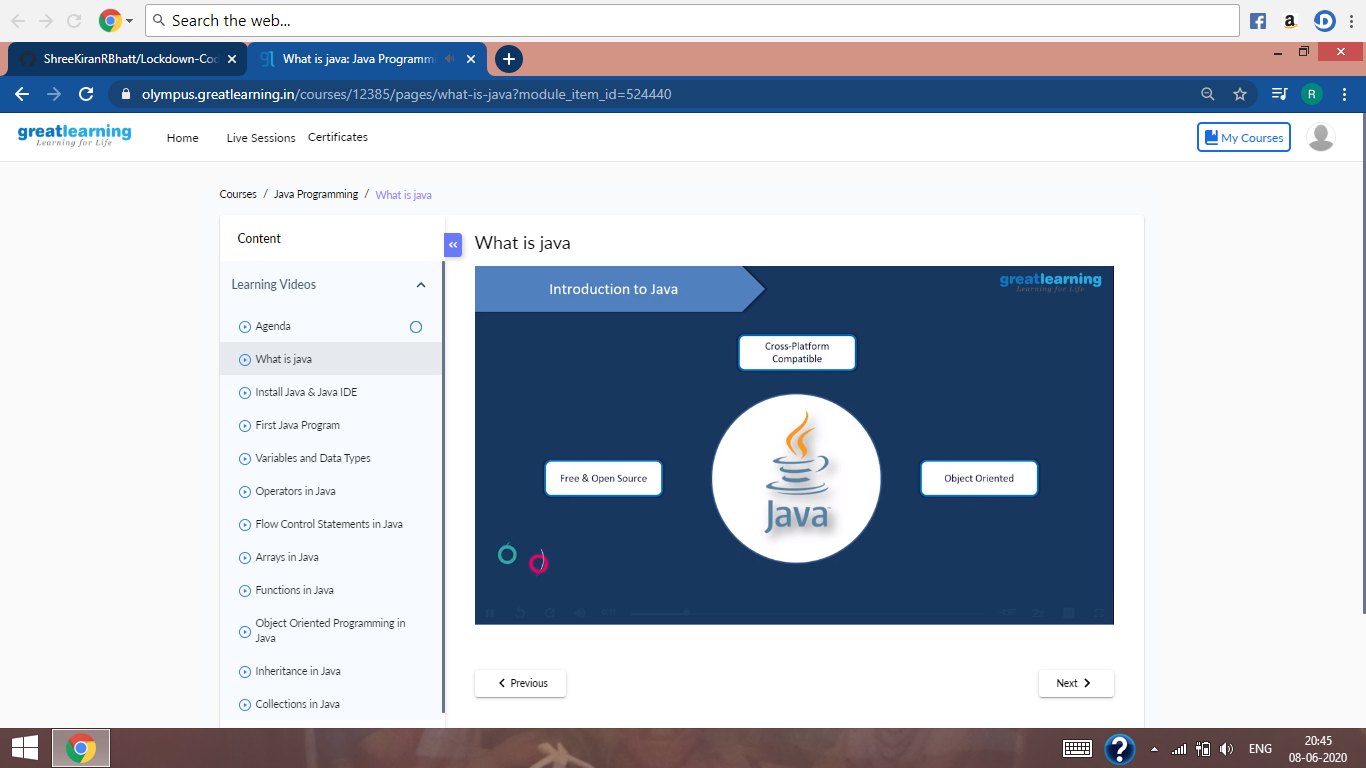 Search the web...
ShreeKiranRBhatt/Lockdown-Coc
What is java: Java Programm
olympus.greatlearning.in/courses/12385/pages/what-is-java?module_item_id=524440
R
greatlearning
Learning for Life
Home
Live Sessions
Certificates
My Courses
Courses / Java Programming / What is java
Content
Learning Videos
Agenda
What is java
Install Java & Java IDE
First Java Program
Variables and Data Types
Operators in Java
Flow Control Statements in Java
Arrays in Java
Functions in Java
Object Oriented Programming in
Java
Inheritance in Java
Collections in Java
What is java
Introduction to Java
greatlearning
Learning for Life
Cross-Platform
Compatible
Free & Open Source
Java
Object Oriented
Previous
Next
ENG
20:45
08-06-2020